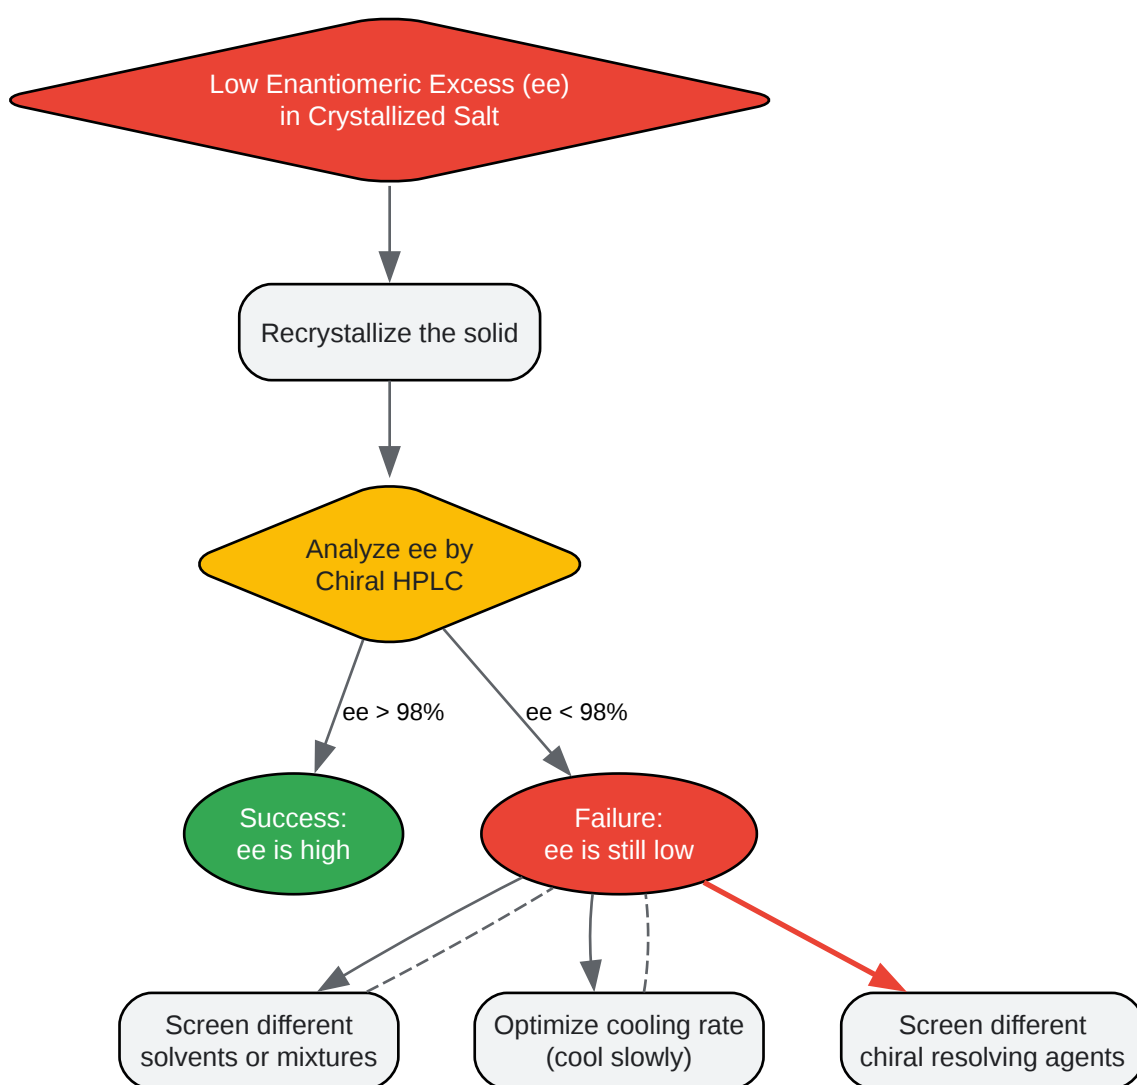 Low Enantiomeric Excess (ee)
in Crystallized Salt
Recrystallize the solid
Analyze ee by
Chiral HPLC
ee > 98%
ee < 98%
Success:
ee is high
Failure:
ee is still low
Screen different
solvents or mixtures
Optimize cooling rate
(cool slowly)
Screen different
chiral resolving agents